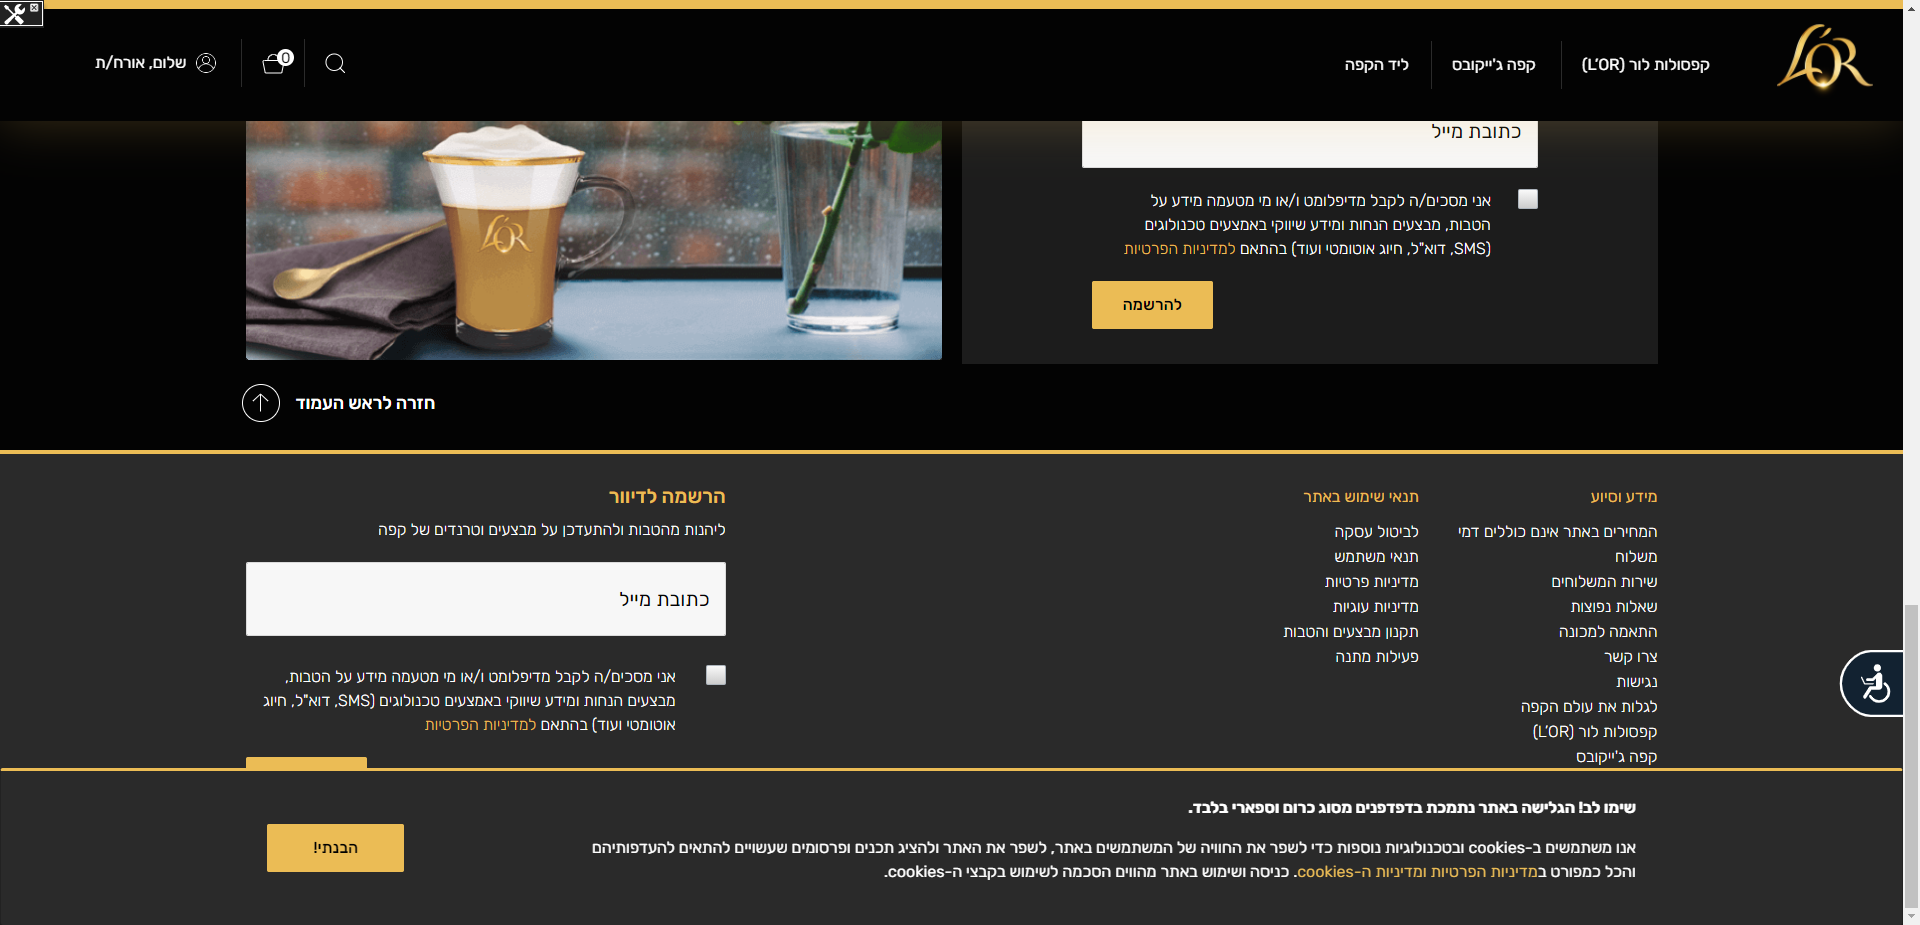 L'OR
קפסולות לור (L'OR)
קפה ג'ייקובס
ליד הקפה
0
שלום, אורח/ת
כתובת מייל
אני מסכים/ה לקבל מדיפלומט ו/או מי מטעמה מידע על
הטבות, מבצעים הנחות ומידע שיווקי באמצעים טכנולוגים
(SMS, דוא"ל, חיוג אוטומטי ועוד) בהתאם למדיניות הפרטיות
להרשמה
L'OR
חזרה לראש העמוד
מידע וסיוע
המחירים באתר אינם כוללים דמי
משלוח
שירות המשלוחים
שאלות נפוצות
התאמה למכונה
צרו קשר
נגישות
לגלות את עולם הקפה
קפסולות לור (L'OR)
קפה ג'ייקובס
תנאי שימוש באתר
לביטול עסקה
תנאי משתמש
מדיניות פרטיות
מדיניות עוגיות
תקנון מבצעים והטבות
פעילות מתנה
הרשמה לדיוור
ליהנות מהטבות ולהתעדכן על מבצעים וטרנדים של קפה
כתובת מייל
אני מסכים/ה לקבל מדיפלומט ו/או מי מטעמה מידע על הטבות,
מבצעים הנחות ומידע שיווקי באמצעים טכנולוגים (SMS, דוא"ל, חיוג
אוטומטי ועוד) בהתאם למדיניות הפרטיות
שימו לב! הגלישה באתר נתמכת בדפדפנים מסוג כרום וספארי בלבד.
אנו משתמשים ב-cookies ובטכנולוגיות נוספות כדי לשפר את החוויה של המשתמשים באתר, לשפר את האתר ולהציג תכנים ופרסומים שעשויים להתאים להעדפותיהם
והכל כמפורט במדיניות הפרטיות ומדיניות ה-cookies. כניסה ושימוש באתר מהווים הסכמה לשימוש בקבצי ה-cookies.
הבנתי!